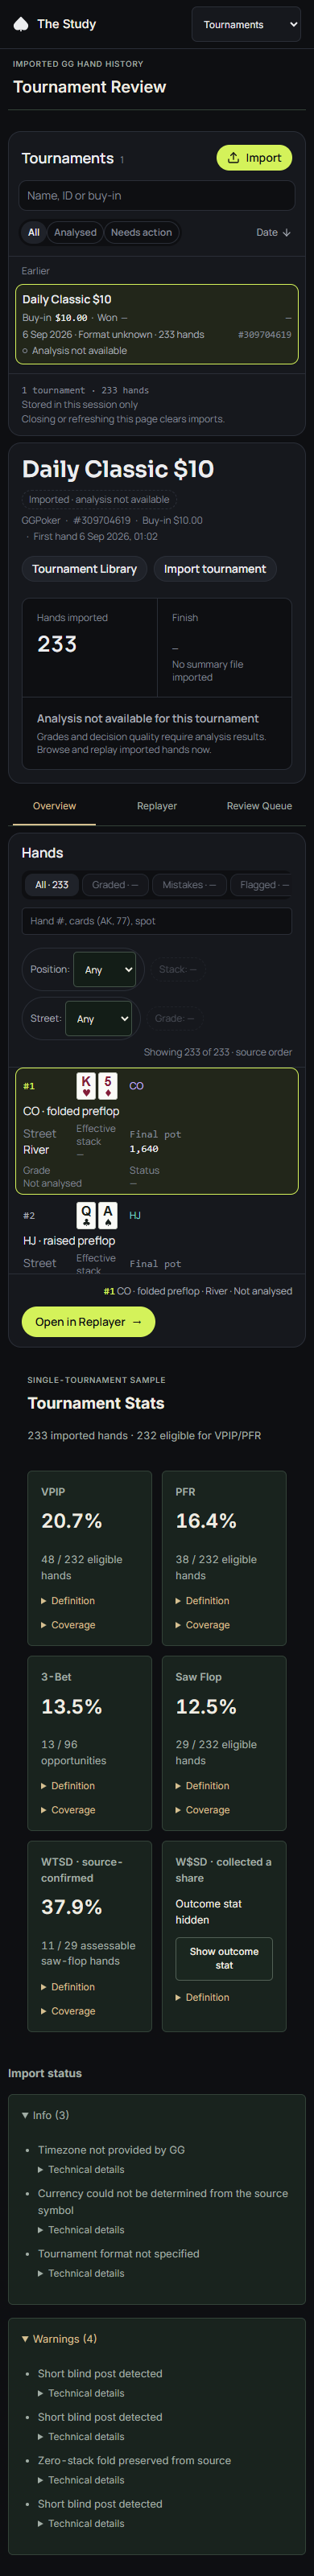 The Study
Tournaments
IMPORTED GG HAND HISTORY
Tournament Review
Tournaments 1
Import
Name, ID or buy-in
All
Analysed
Needs action
Date ↓
Earlier
Daily Classic $10
Buy-in $10.00 · Won —
—
6 Sep 2026 · Format unknown · 233 hands
#309704619
Analysis not available
1 tournament · 233 hands
Stored in this session only
Closing or refreshing this page clears imports.
Daily Classic $10
Imported · analysis not available
GGPoker · #309704619 · Buy-in $10.00
· First hand 6 Sep 2026, 01:02
Tournament Library
Import tournament
Hands imported
233
Finish
—
No summary file
imported
Analysis not available for this tournament
Grades and decision quality require analysis results.
Browse and replay imported hands now.
Overview
Replayer
Review Queue
Hands
All · 233
Graded · —
Mistakes · —
Flagged · —
Hand #, cards (AK, 77), spot
Position:
Any
Stack: —
Street:
Any
Grade: —
Showing 233 of 233 · source order
#1
K♥ 5♦
CO
CO · folded preflop
Street
River
Effective
stack
—
Final pot
1,640
Grade
Not analysed
Status
—
#2
Q♣ A♠
HJ
HJ · raised preflop
Street
Effective
stack
Final pot
#1 CO · folded preflop · River · Not analysed
Open in Replayer →
SINGLE-TOURNAMENT SAMPLE
Tournament Stats
233 imported hands · 232 eligible for VPIP/PFR
VPIP
20.7%
48 / 232 eligible
hands
Definition
Coverage
PFR
16.4%
38 / 232 eligible
hands
Definition
Coverage
3-Bet
13.5%
13 / 96
opportunities
Definition
Coverage
Saw Flop
12.5%
29 / 232 eligible
hands
Definition
Coverage
WTSD · source-
confirmed
37.9%
11 / 29 assessable
saw-flop hands
Definition
Coverage
W$SD · collected a
share
Outcome stat
hidden
Show outcome
stat
Definition
Import status
Info (3)
• Timezone not provided by GG
Technical details
• Currency could not be determined from the source
symbol
Technical details
• Tournament format not specified
Technical details
Warnings (4)
• Short blind post detected
Technical details
• Short blind post detected
Technical details
• Zero-stack fold preserved from source
Technical details
• Short blind post detected
Technical details